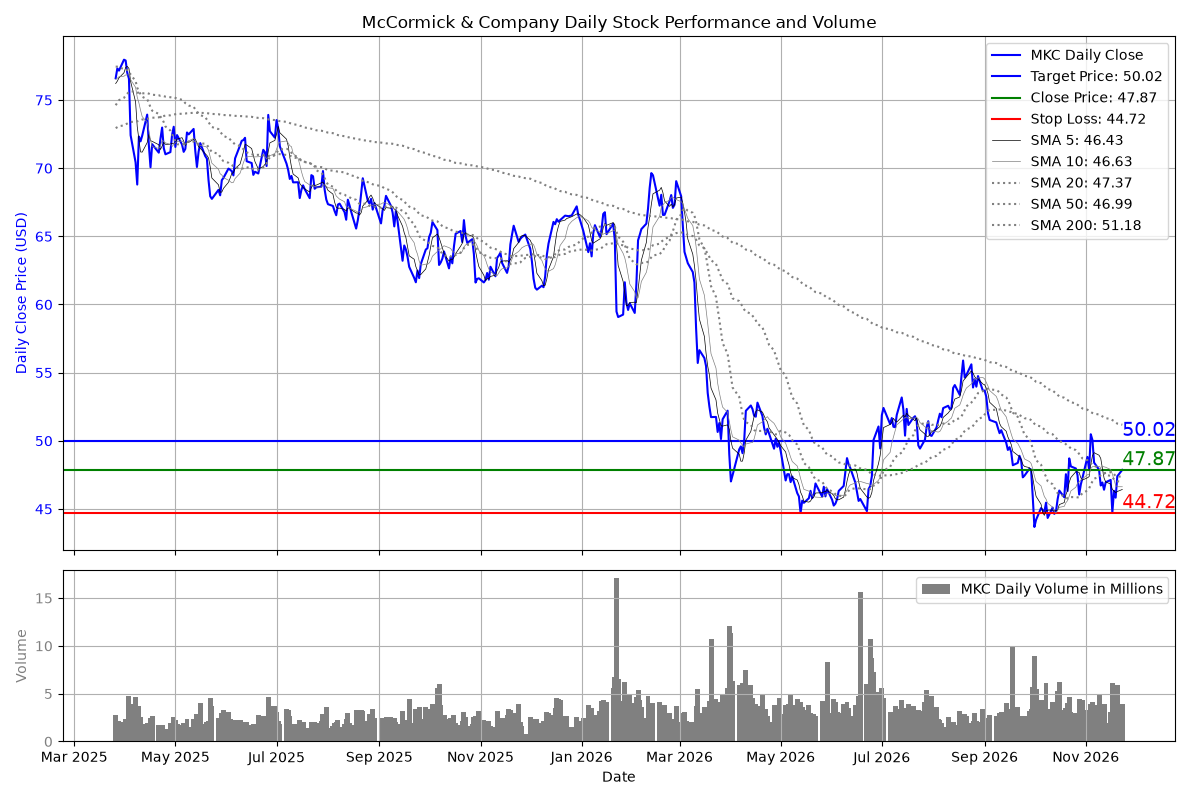 McCormick & Company Daily Stock Performance and Volume
Daily Close Price (USD)
75
70
65
60
55
50
45
MKC Daily Close
Target Price: 50.02
Close Price: 47.87
Stop Loss: 44.72
SMA 5: 46.43
SMA 10: 46.63
SMA 20: 47.37
SMA 50: 46.99
SMA 200: 51.18
50.02
47.87
44.72
Volume
15
10
5
0
MKC Daily Volume in Millions
Mar 2025
May 2025
Jul 2025
Sep 2025
Nov 2025
Jan 2026
Mar 2026
May 2026
Jul 2026
Sep 2026
Nov 2026
Date